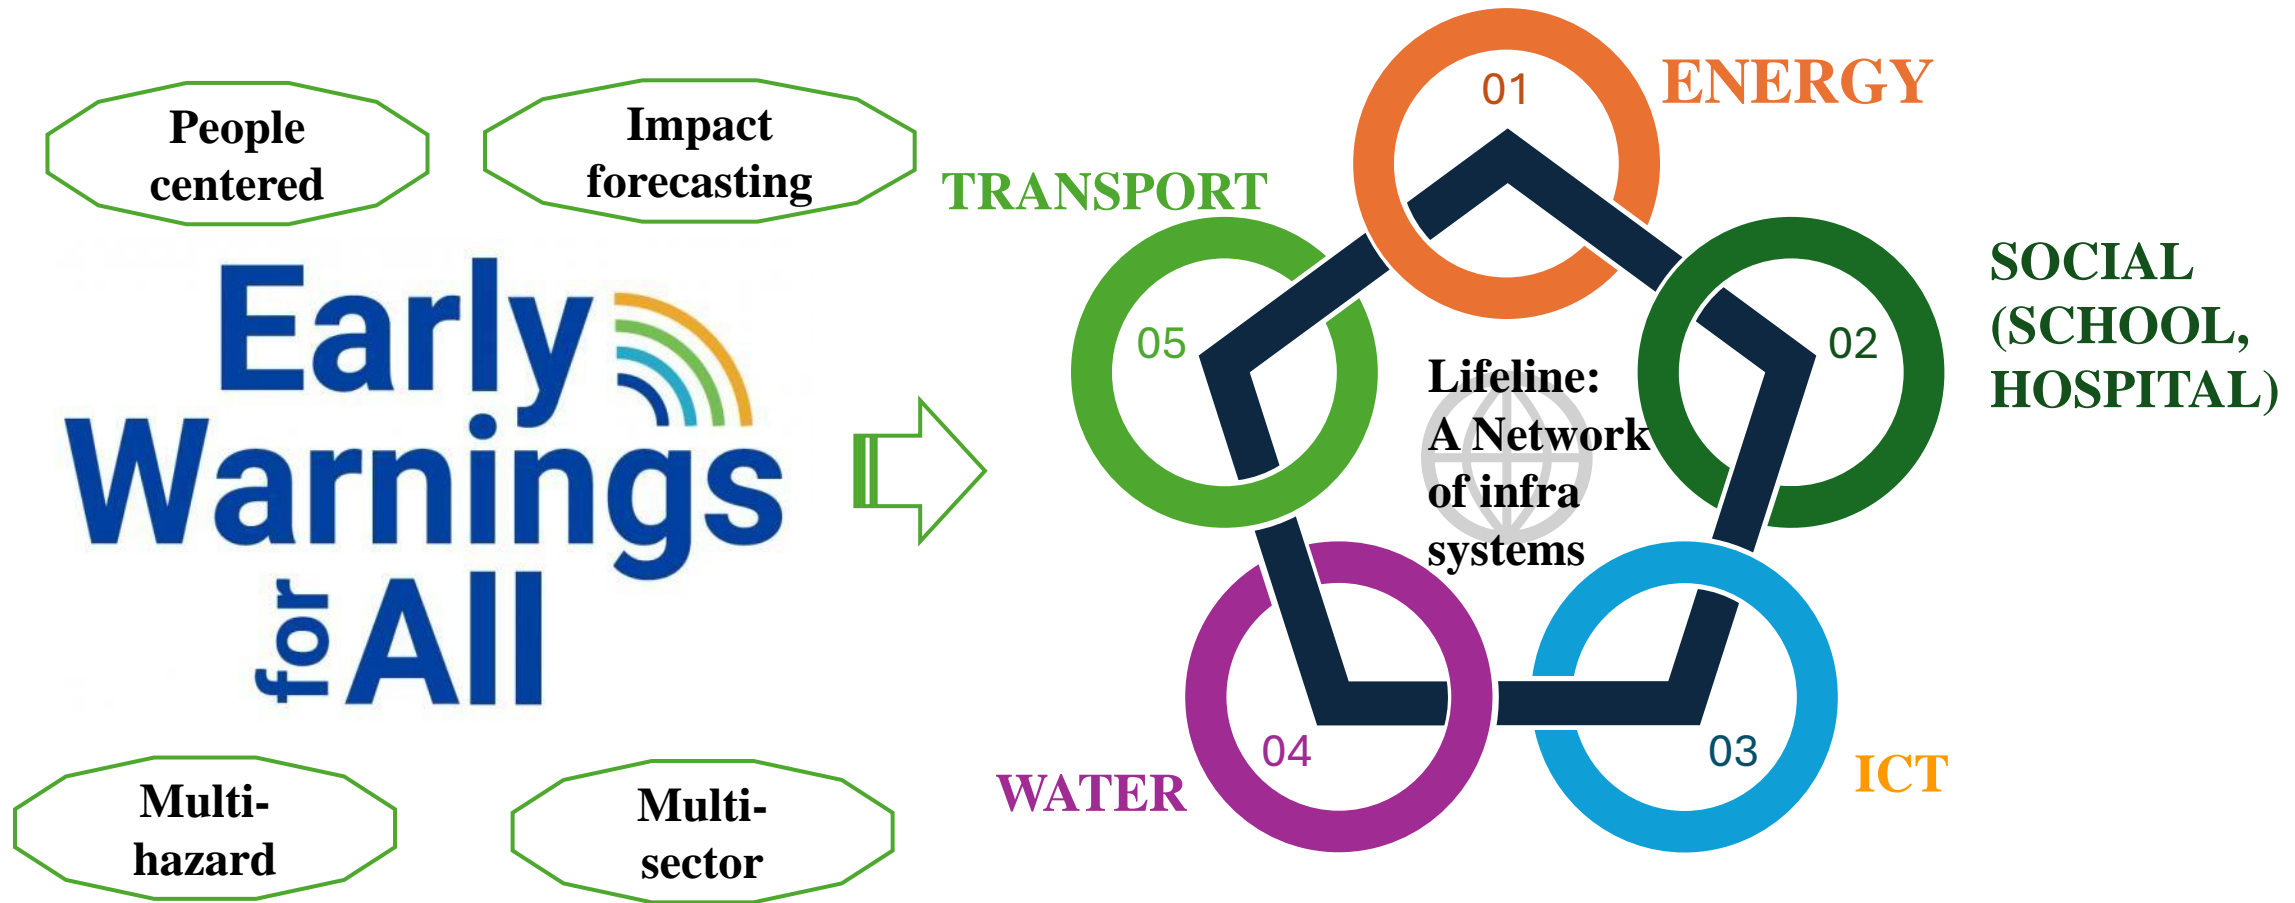 People
centered
Impact
forecasting
Early
Warnings
for
All
Multi-
hazard
Multi-
sector
01
ENERGY
TRANSPORT
05
SOCIAL
(SCHOOL,
HOSPITAL)
02
Lifeline:
A Network
of infra
systems
04
WATER
03
ICT